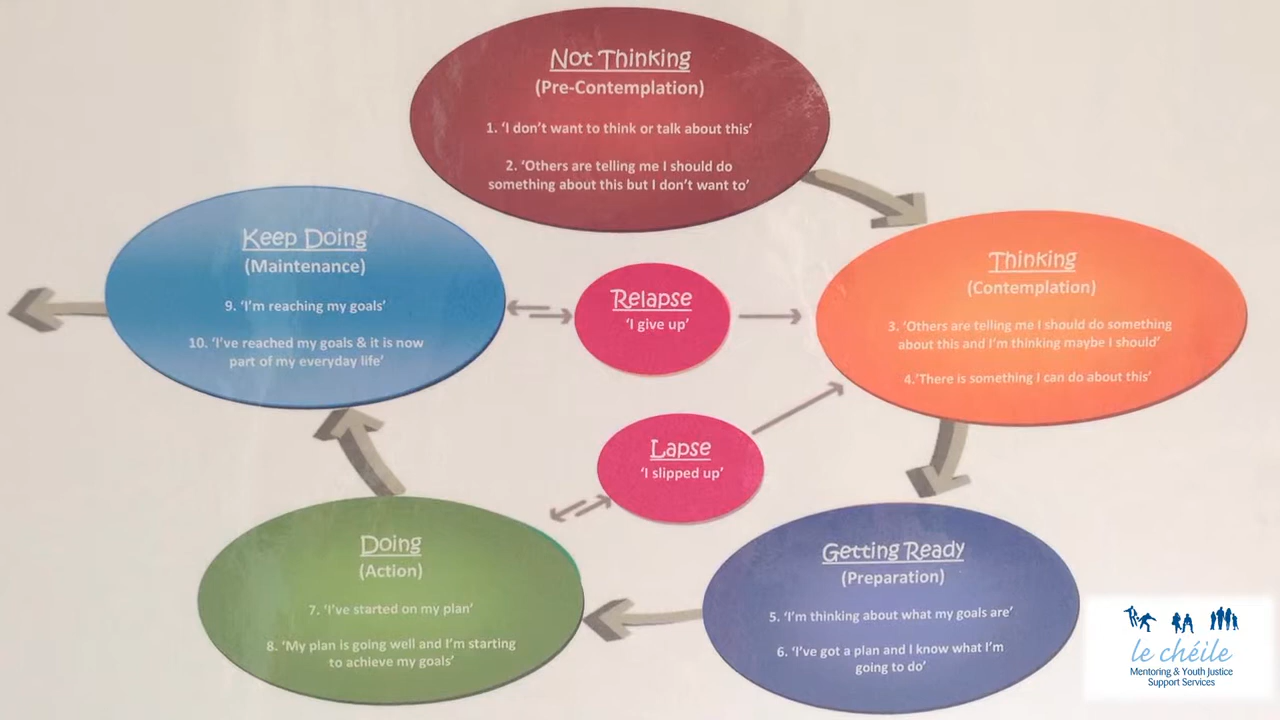 Not Thinking
(Pre-Contemplation)
1. ‘I don’t want to think or talk about this’
2. ‘Others are telling me I should do
something about this but I don’t want to’
Thinking
(Contemplation)
3. ‘Others are telling me I should do something
about this and I’m thinking maybe I should’
4.‘There is something I can do about this’
Getting Ready
(Preparation)
5. ‘I’m thinking about what my goals are’
6. ‘I’ve got a plan and I know what I’m
going to do’
Doing
(Action)
7. ‘I’ve started on my plan’
8. ‘My plan is going well and I’m starting
to achieve my goals’
Keep Doing
(Maintenance)
9. ‘I’m reaching my goals’
10. ‘I’ve reached my goals & it is now
part of my everyday life’
Relapse
‘I give up’
Lapse
‘I slipped up’
le chéile
Mentoring & Youth Justice
Support Services